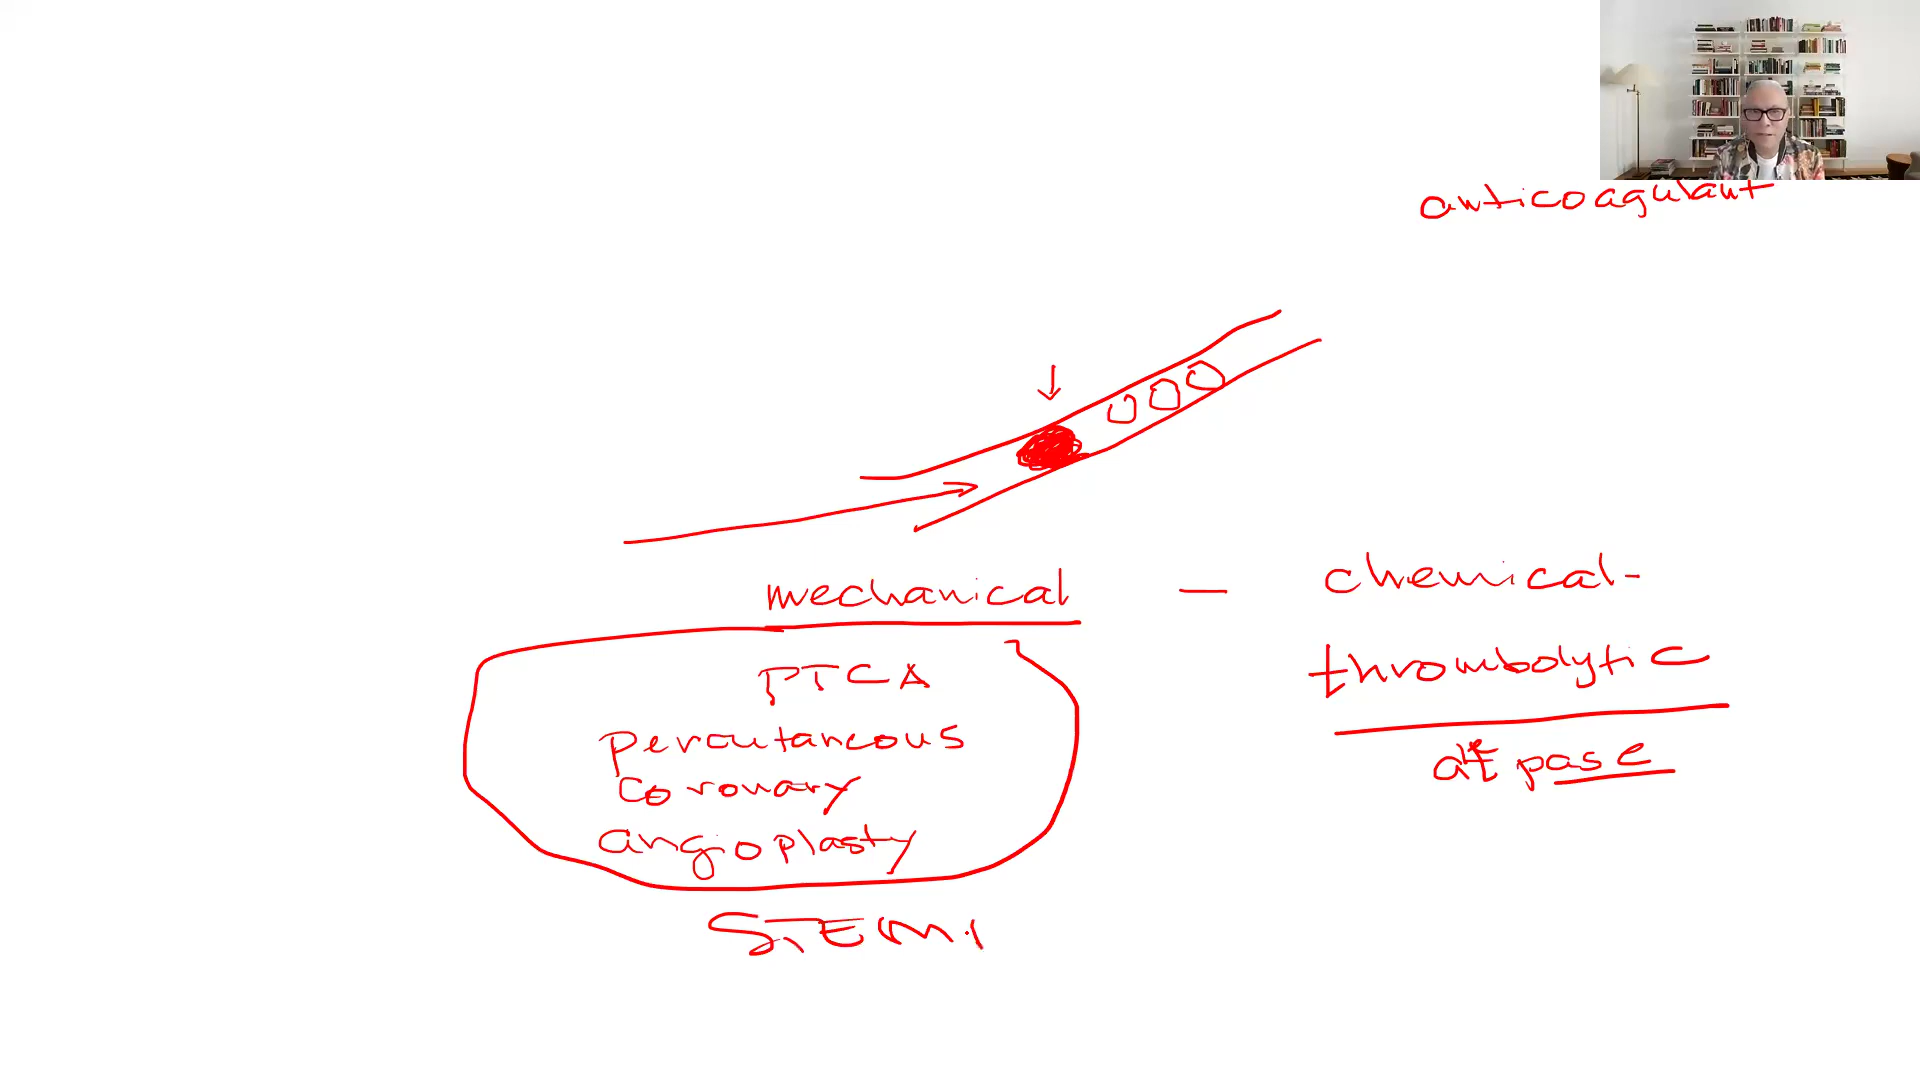 anticoagulant
mechanical - chemical-
PTCA
percutaneous
coronary
angioplasty
STEMI
thrombolytic